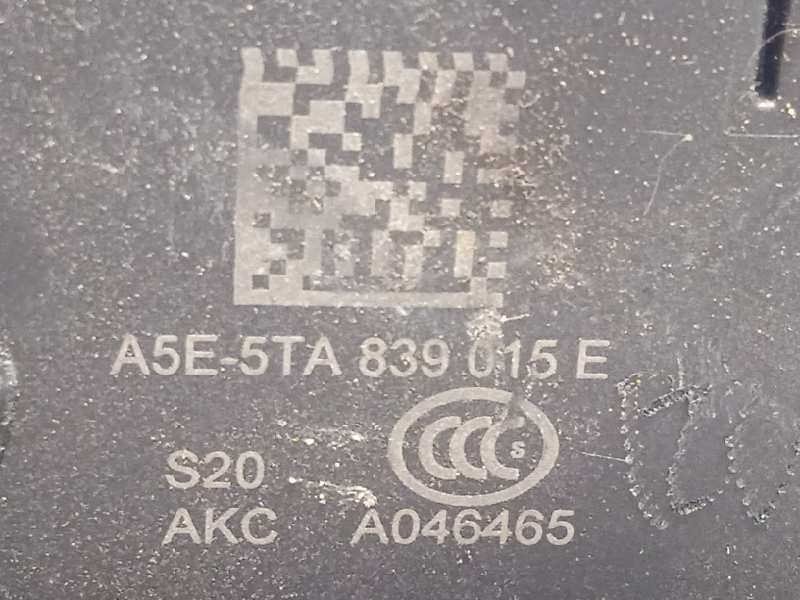 A5E-5TA 839 015 E
CCC S
S20
AKC A046465